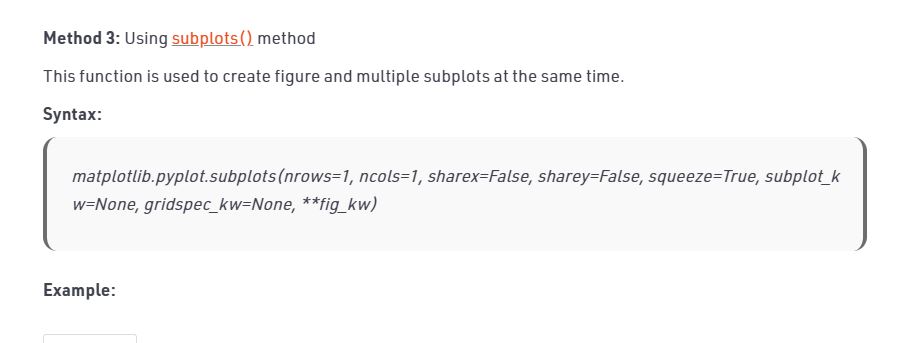 Method 3: Using subplots() method
This function is used to create figure and multiple subplots at the same time.
Syntax:
matplotlib.pyplot.subplots(nrows=1, ncols=1, sharex=False, sharey=False, squeeze=True, subplot_k
w=None, gridspec_kw=None, **fig_kw)
Example: